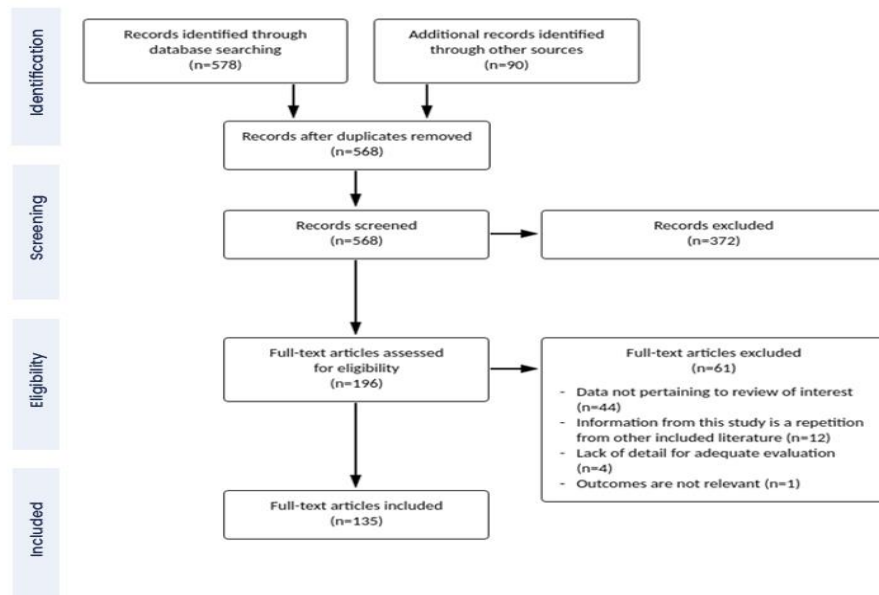 Identification
Records identified through
database searching
(n=578)
Additional records identified
through other sources
(n=90)
Records after duplicates removed
(n=568)
Screening
Records screened
(n=568)
Records excluded
(n=372)
Eligibility
Full-text articles assessed
for eligibility
(n=196)
Full-text articles excluded
(n=61)
- Data not pertaining to review of interest
(n=44)
- Information from this study is a repetition
from other included literature (n=12)
- Lack of detail for adequate evaluation
(n=4)
- Outcomes are not relevant (n=1)
Included
Full-text articles included
(n=135)